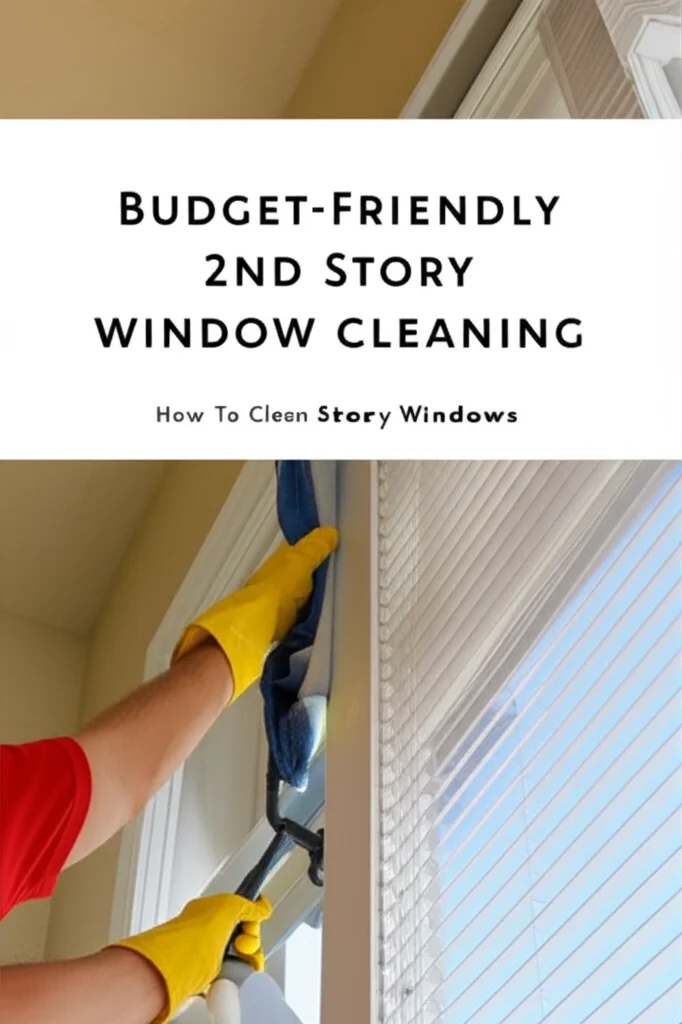 BUDGET-FRIENDLY
2ND STORY
WINDOW CLEANING
How To Cleen Story Windows